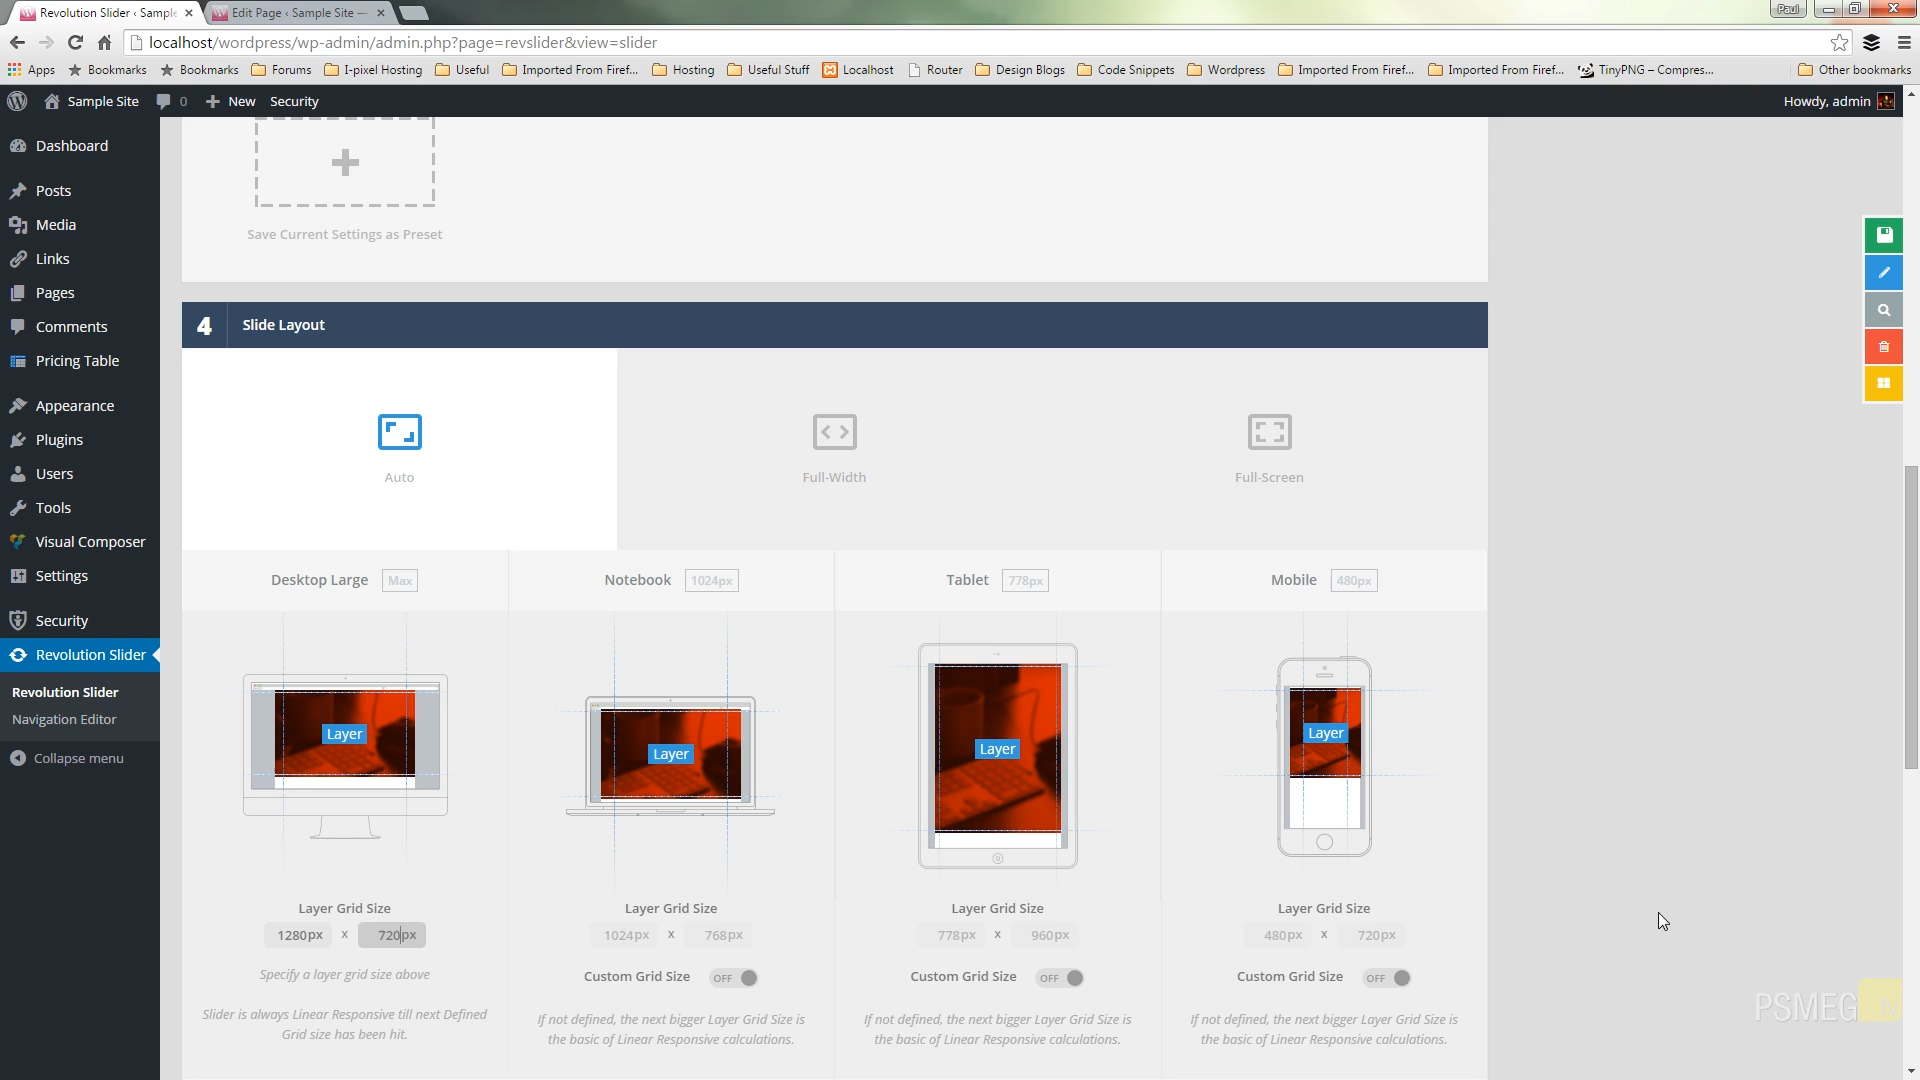 Revolution Slider ‹ Sample
Edit Page ‹ Sample Site —
Paul
localhost/wordpress/wp-admin/admin.php?page=revslider&view=slider
Apps
Bookmarks
Bookmarks
Forums
I-pixel Hosting
Useful
Imported From Firef...
Hosting
Useful Stuff
Localhost
Router
Design Blogs
Code Snippets
Wordpress
Imported From Firef...
Imported From Firef...
TinyPNG – Compres...
Other bookmarks
Sample Site
0
New
Security
Howdy, admin
Dashboard
Posts
Media
Links
Pages
Comments
Pricing Table
Appearance
Plugins
Users
Tools
Visual Composer
Settings
Security
Revolution Slider
Revolution Slider
Navigation Editor
Collapse menu
Save Current Settings as Preset
4 Slide Layout
Auto
Full-Width
Full-Screen
Desktop Large Max
Notebook 1024px
Tablet 778px
Mobile 480px
Layer
Layer
Layer
Layer
Layer Grid Size
1280px x 720px
Specify a layer grid size above
Slider is always Linear Responsive till next Defined
Grid size has been hit.
Layer Grid Size
1024px x 768px
Custom Grid Size OFF
If not defined, the next bigger Layer Grid Size is
the basic of Linear Responsive calculations.
Layer Grid Size
778px x 960px
Custom Grid Size OFF
If not defined, the next bigger Layer Grid Size is
the basic of Linear Responsive calculations.
Layer Grid Size
480px x 720px
Custom Grid Size OFF
If not defined, the next bigger Layer Grid Size is
the basic of Linear Responsive calculations.
PSMEG